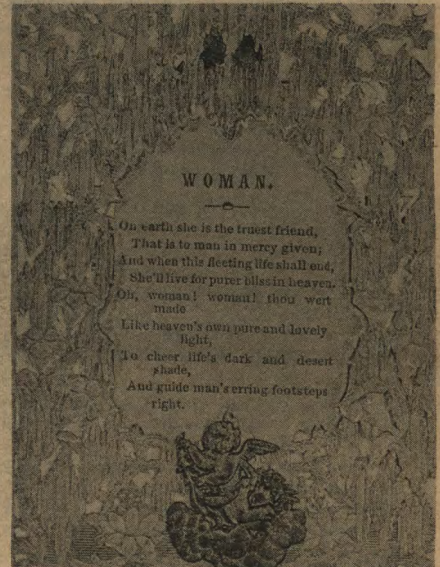 WOMAN.
On earth she is the truest friend,
That is to man in mercy given;
And when this fleeting life shall end,
She'll live for purer bliss in heaven.
Oh, woman! woman! thou wert
made
Like heaven's own pure and lovely
light,
To cheer life's dark and desert
shade,
And guide man's erring footsteps
right.